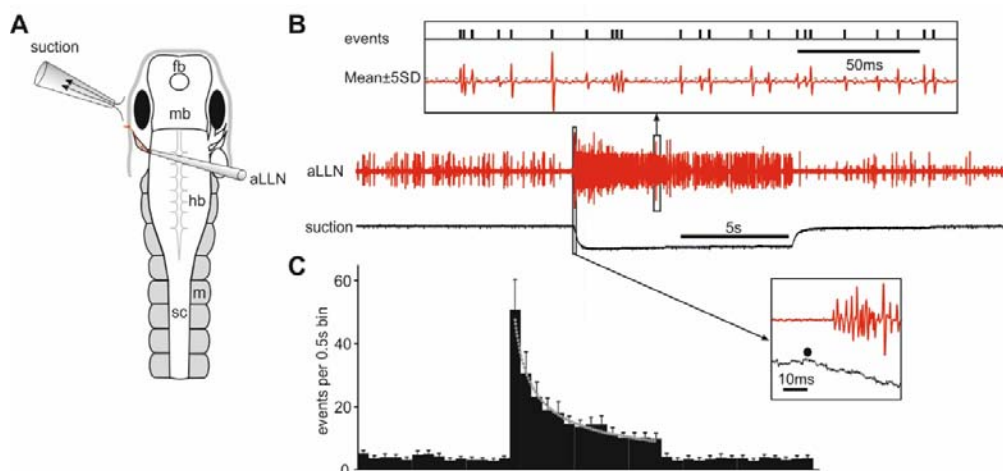 A
suction
fb
mb
aLLN
hb
m
sc
B
events
50ms
Mean±5SD
aLLN
5s
suction
C
60
40
20
0
events per 0.5s bin
10ms